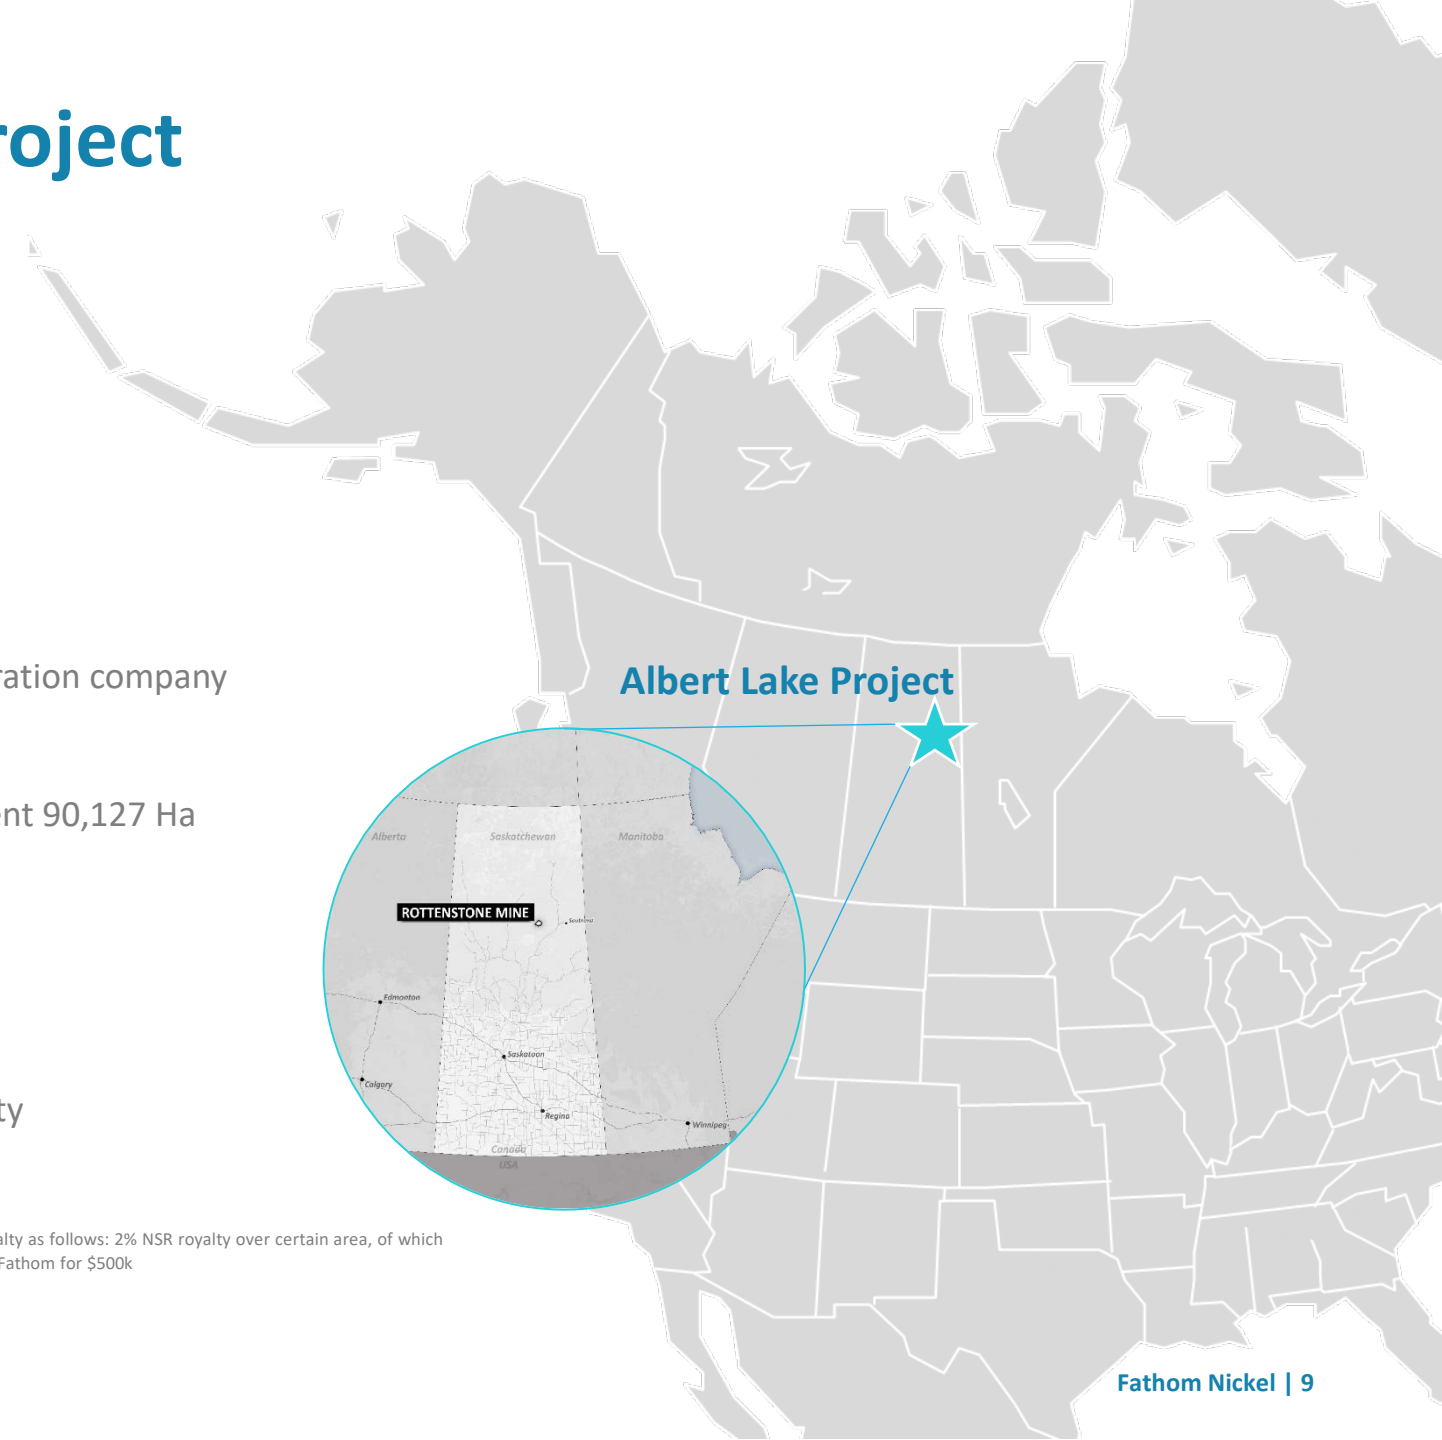 roject
ration company
Albert Lake Project
ent 90,127 Ha
Alberta
Saskatchewan
Manitoba
ROTTENSTONE MINE
Edmonton
Saskatoon
Calgary
Regina
Winnipeg
ty
Canada
USA
alty as follows: 2% NSR royalty over certain area, of which
Fathom for $500k
Fathom Nickel | 9